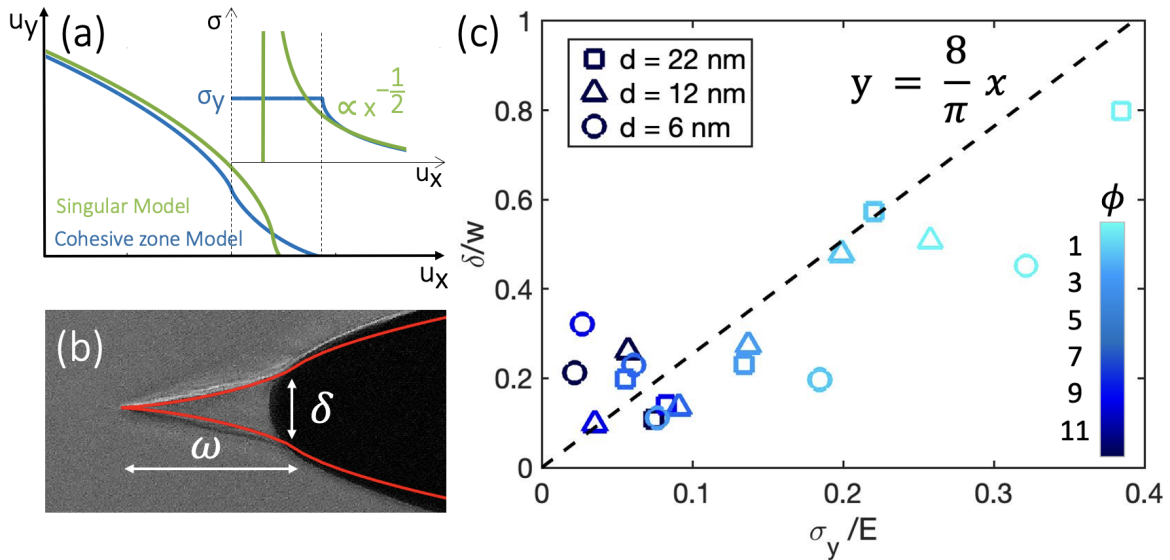 (a)
u_y
σ
σ_y
∝ x^{-1/2}
u_x
Singular Model
Cohesive zone Model
u_x
(b)
δ
ω
(c)
d = 22 nm
d = 12 nm
d = 6 nm
y = 8/π x
ϕ
1
3
5
7
9
11
δ/w
1
0.8
0.6
0.4
0.2
0
0 0.1 0.2 0.3 0.4
σ_y/E